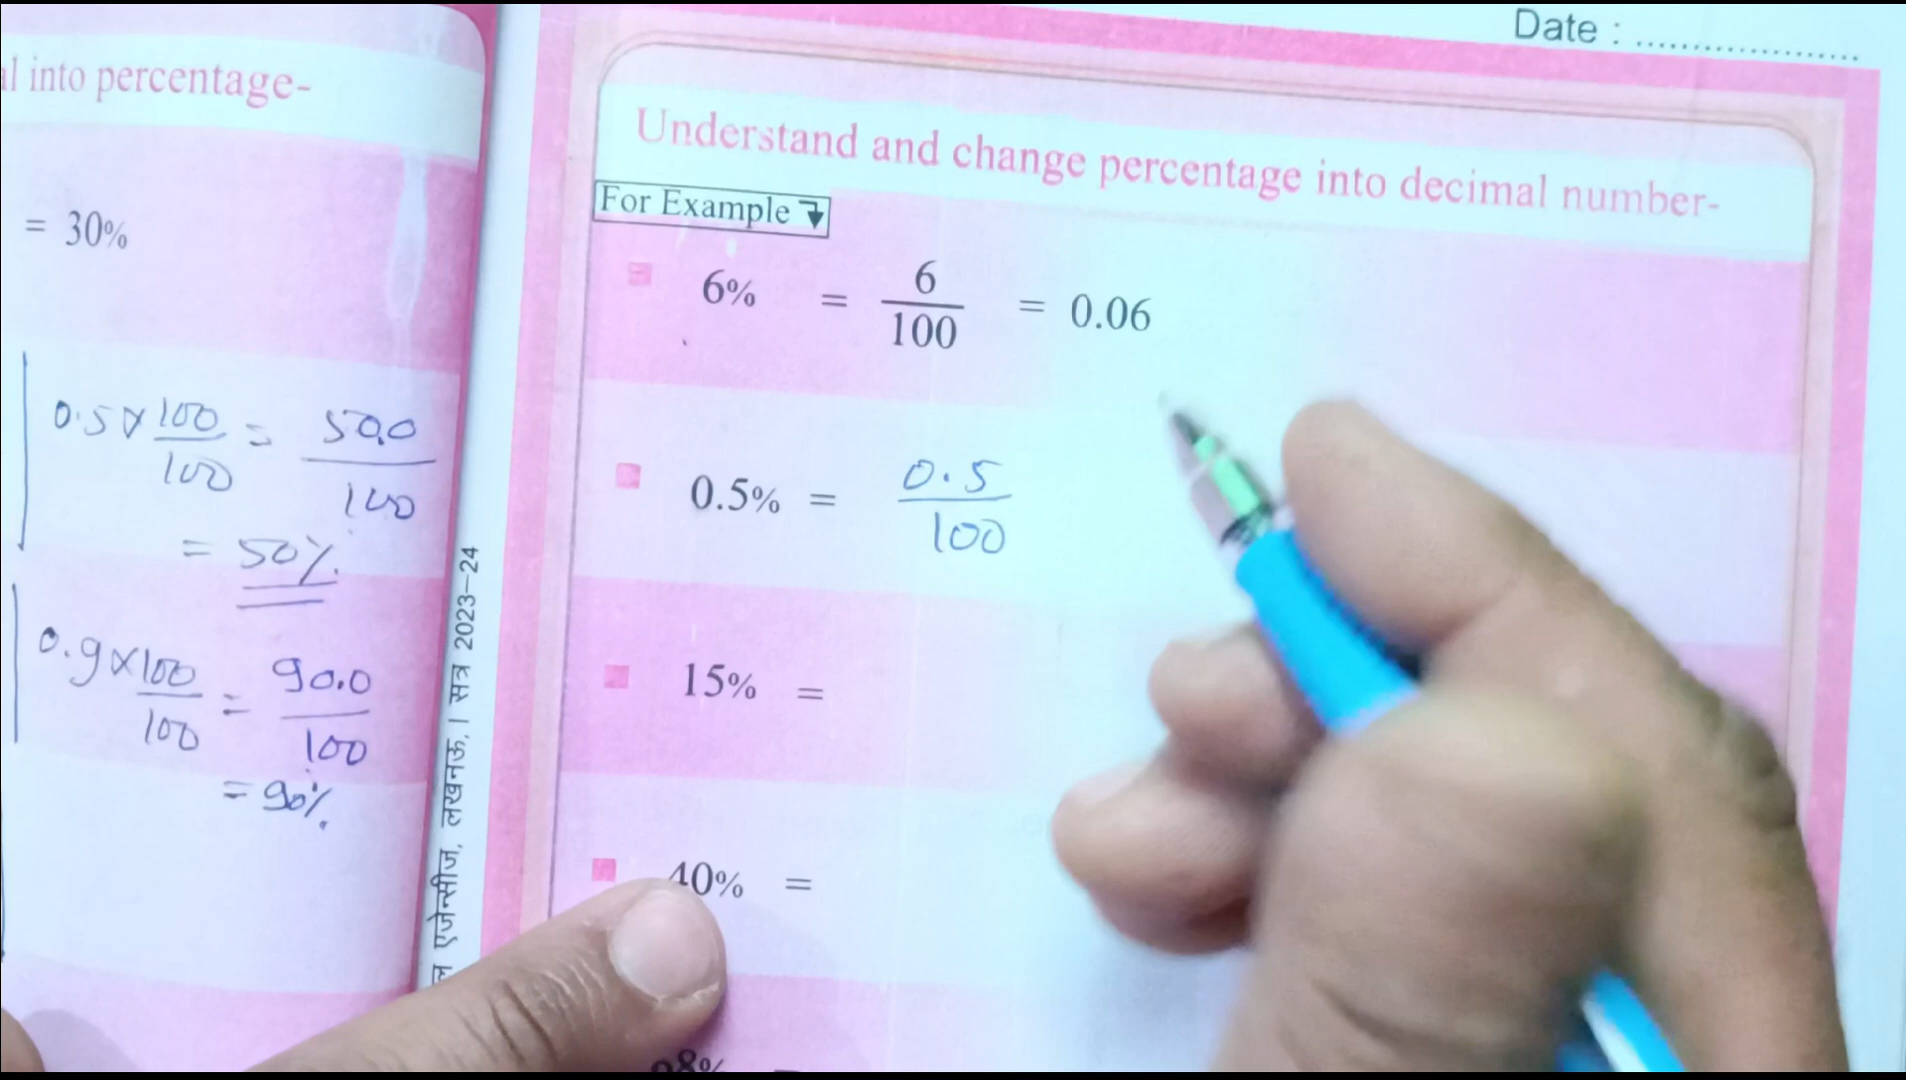 into percentage-
= 30%
0.5 × 100/100 = 50.0/100
= 50%.
0.9 × 100/100 = 90.0/100
= 90%.
एजेन्सीज, लखनऊ, । सत्र 2023-24
Date : ....................
Understand and change percentage into decimal number-
For Example
6% = 6/100 = 0.06
0.5% = 0.5/100
15% =
40% =